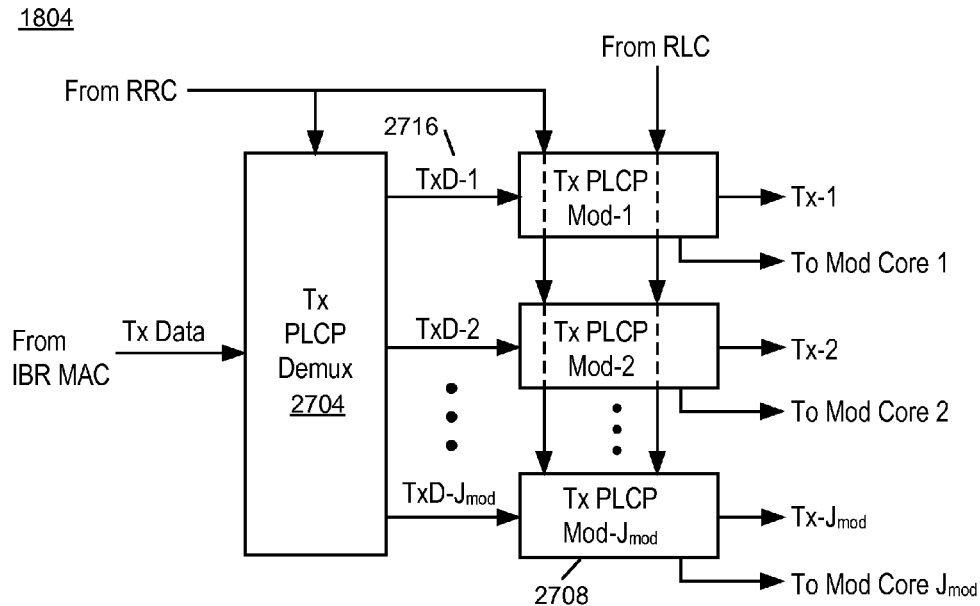 1804
From RLC
From RRC
2716
TxD-1
Tx PLCP
Mod-1
Tx-1
To Mod Core 1
Tx
PLCP
Demux
2704
From
IBR MAC
Tx Data
TxD-2
Tx PLCP
Mod-2
Tx-2
To Mod Core 2
TxD-Jmod
Tx PLCP
Mod-Jmod
Tx-Jmod
2708
To Mod Core Jmod